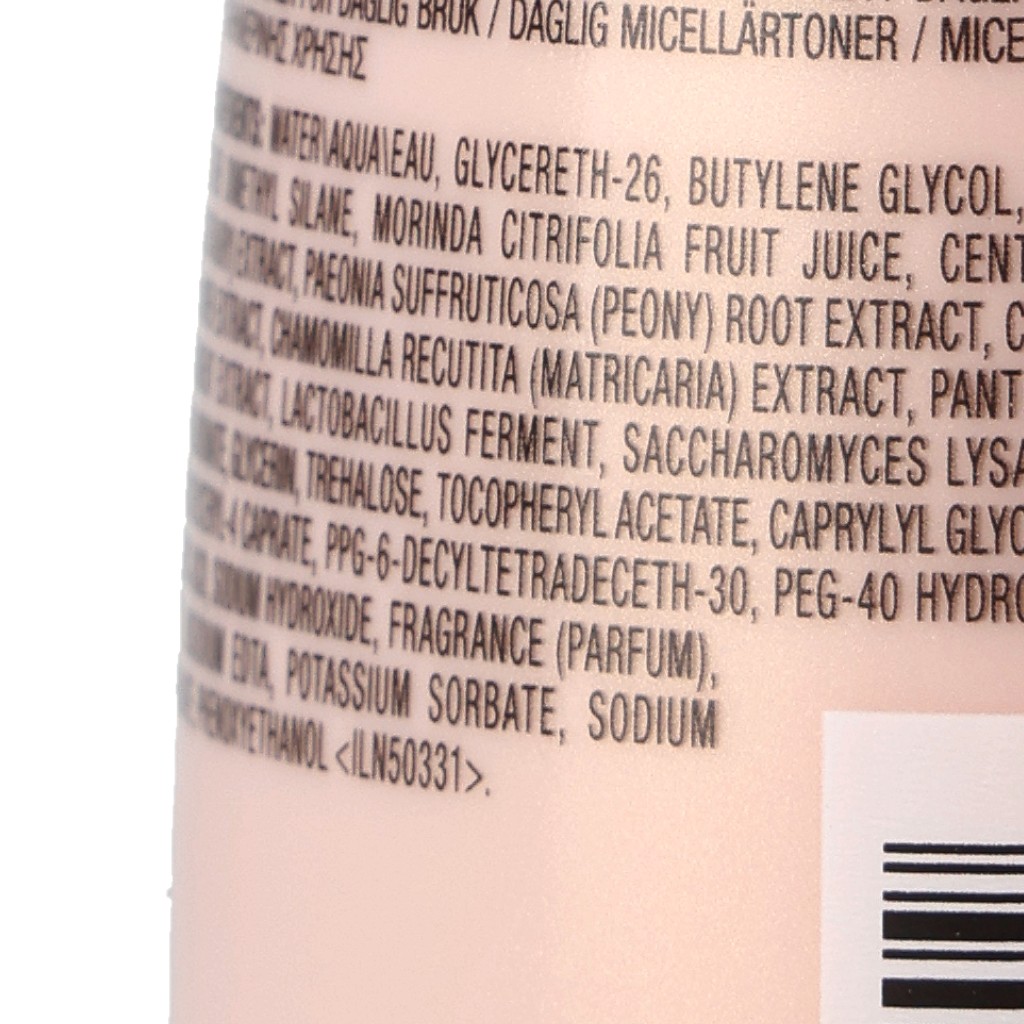 DAGLIG BRUK / DAGLIG MICELLÄRTONER / MICE
ΧΡΗΣΗΣ
WATER\AQUA\EAU, GLYCERETH-26, BUTYLENE GLYCOL,
SILANE, MORINDA CITRIFOLIA FRUIT JUICE, CENT
EXTRACT, PAEONIA SUFFRUTICOSA (PEONY) ROOT EXTRACT, C
EXTRACT, CHAMOMILLA RECUTITA (MATRICARIA) EXTRACT, PANT
EXTRACT, LACTOBACILLUS FERMENT, SACCHAROMYCES LYSA
GLYCERIN, TREHALOSE, TOCOPHERYL ACETATE, CAPRYLYL GLYC
-4 CAPRATE, PPG-6-DECYLTETRADECETH-30, PEG-40 HYDRO
SODIUM HYDROXIDE, FRAGRANCE (PARFUM),
EDTA, POTASSIUM SORBATE, SODIUM
PHENOXYETHANOL <ILN50331>.